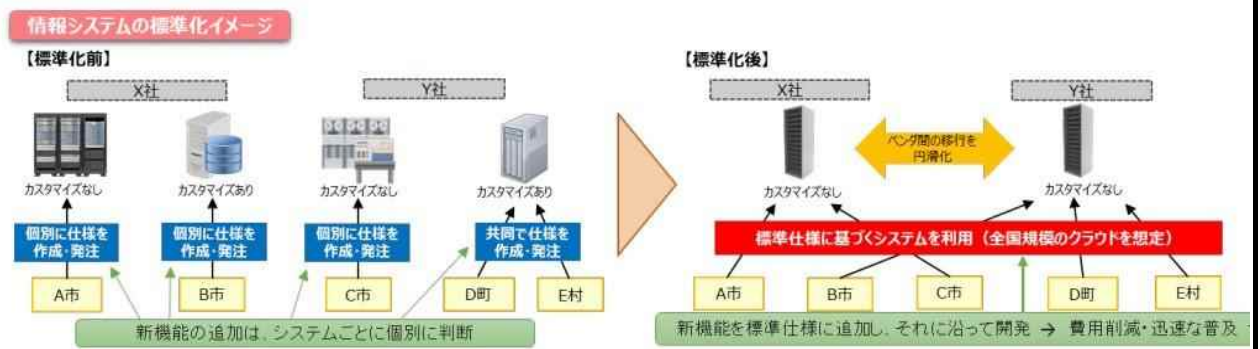 情報システムの標準化イメージ
【標準化前】
X社
Y社
カスタマイズなし
カスタマイズあり
カスタマイズなし
カスタマイズあり
個別に仕様を
作成・発注
個別に仕様を
作成・発注
個別に仕様を
作成・発注
共同で仕様を
作成・発注
A市
B市
C市
D町
E村
新機能の追加は、システムごとに個別に判断
【標準化後】
X社
Y社
ベンダ間の移行を
円滑化
カスタマイズなし
カスタマイズなし
標準仕様に基づくシステムを利用（全国規模のクラウドを想定）
A市
B市
C市
D町
E村
新機能を標準仕様に追加し、それに沿って開発 → 費用削減・迅速な普及